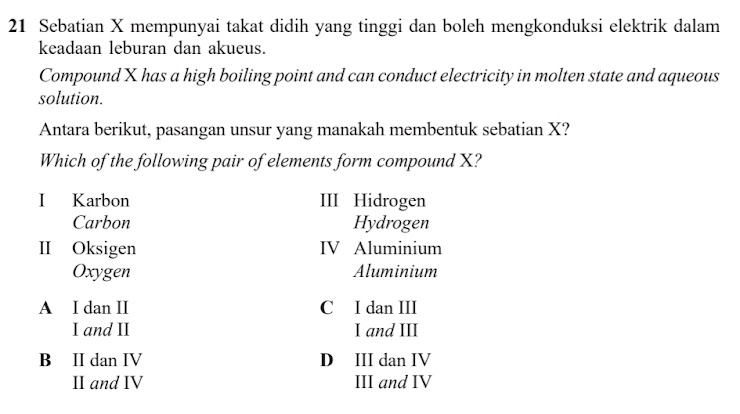 21 Sebatian X mempunyai takat didih yang tinggi dan boleh mengkonduksi elektrik dalam
keadaan leburan dan akueus.
Compound X has a high boiling point and can conduct electricity in molten state and aqueous
solution.
Antara berikut, pasangan unsur yang manakah membentuk sebatian X?
Which of the following pair of elements form compound X?
I Karbon
Carbon
II Oksigen
Oxygen
III Hidrogen
Hydrogen
IV Aluminium
Aluminium
A I dan II
I and II
B II dan IV
II and IV
C I dan III
I and III
D III dan IV
III and IV